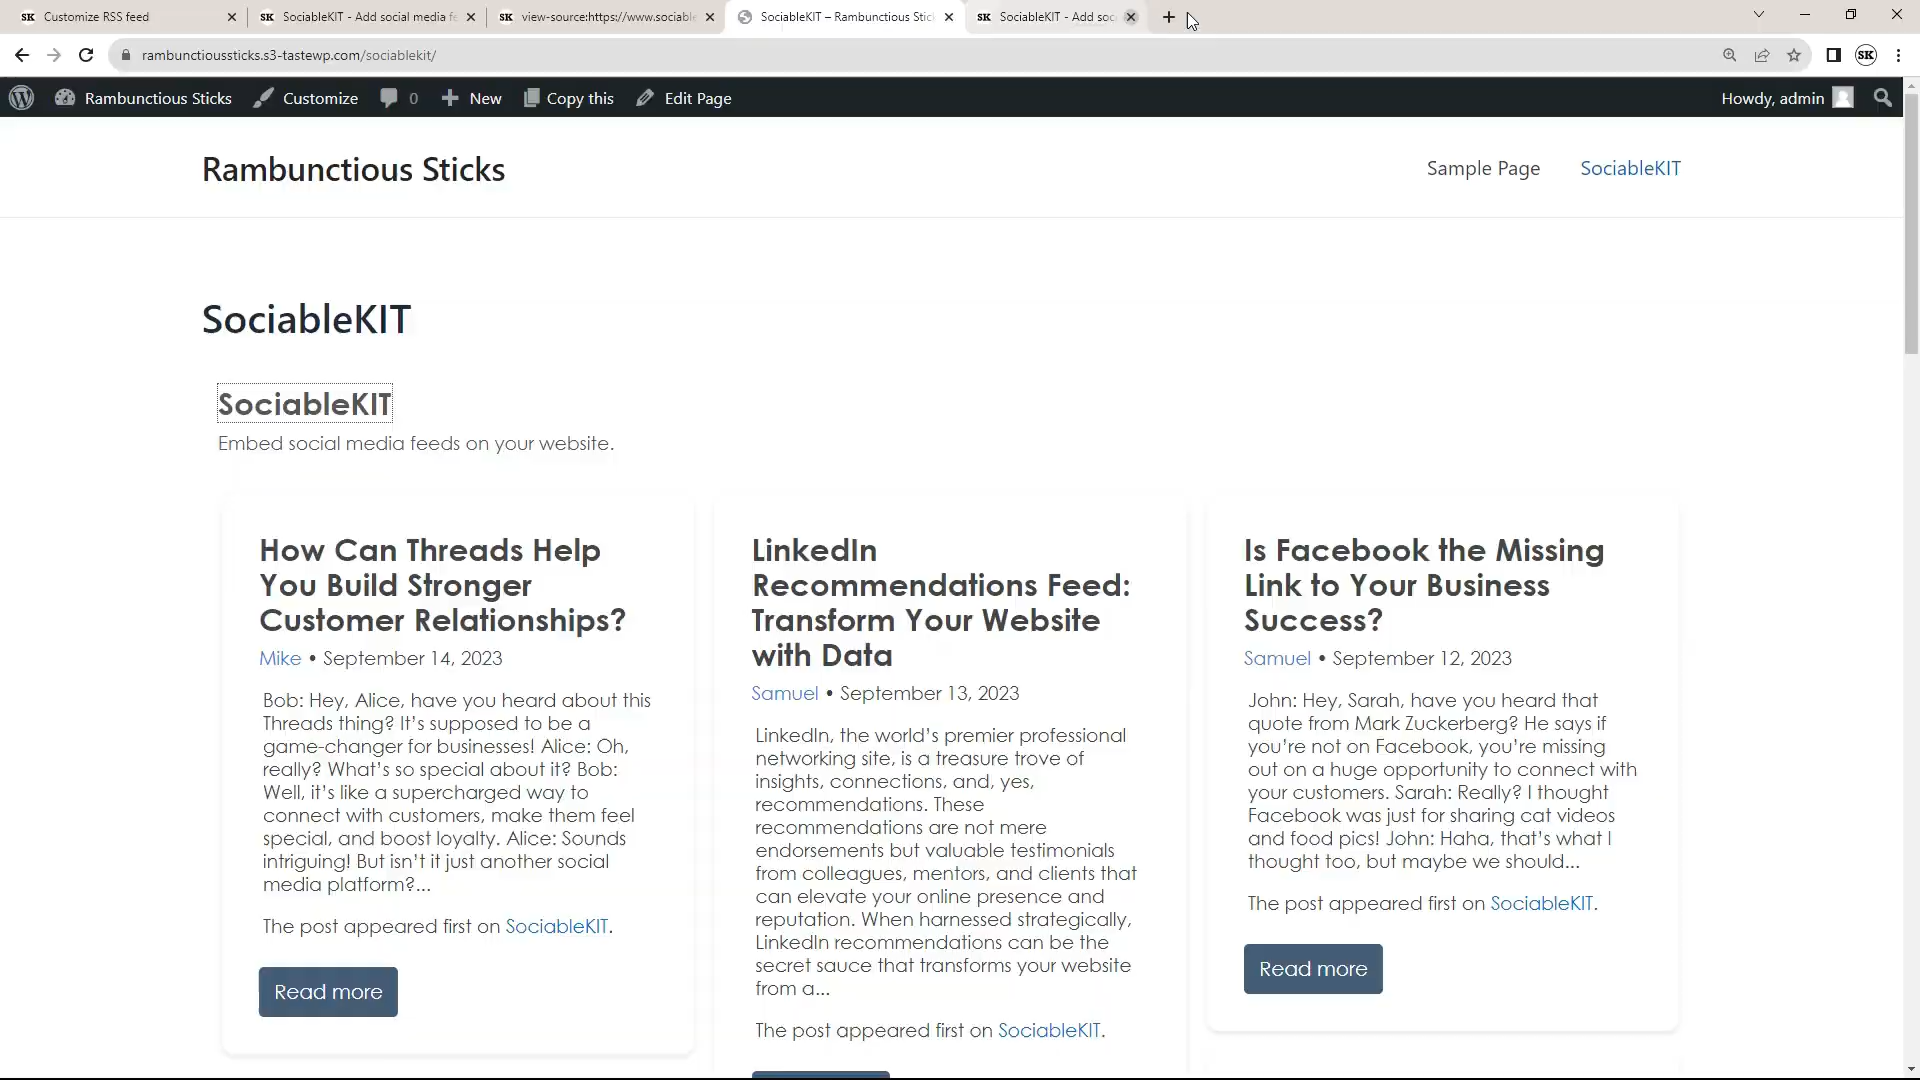 SK Customize RSS feed
SK SociableKIT - Add social media fe
SK view-source:https://www.sociable
SociableKIT – Rambunctious Stic
SK SociableKIT - Add soc
rambunctioussticks.s3-tastewp.com/sociablekit/
SK
Rambunctious Sticks
Customize
0
New
Copy this
Edit Page
Howdy, admin
Rambunctious Sticks
Sample Page
SociableKIT
SociableKIT
SociableKIT
Embed social media feeds on your website.
How Can Threads Help
You Build Stronger
Customer Relationships?
Mike • September 14, 2023
Bob: Hey, Alice, have you heard about this
Threads thing? It’s supposed to be a
game-changer for businesses! Alice: Oh,
really? What’s so special about it? Bob:
Well, it’s like a supercharged way to
connect with customers, make them feel
special, and boost loyalty. Alice: Sounds
intriguing! But isn’t it just another social
media platform?...
The post appeared first on SociableKIT.
Read more
LinkedIn
Recommendations Feed:
Transform Your Website
with Data
Samuel • September 13, 2023
LinkedIn, the world’s premier professional
networking site, is a treasure trove of
insights, connections, and, yes,
recommendations. These
recommendations are not mere
endorsements but valuable testimonials
from colleagues, mentors, and clients that
can elevate your online presence and
reputation. When harnessed strategically,
LinkedIn recommendations can be the
secret sauce that transforms your website
from a...
The post appeared first on SociableKIT.
Is Facebook the Missing
Link to Your Business
Success?
Samuel • September 12, 2023
John: Hey, Sarah, have you heard that
quote from Mark Zuckerberg? He says if
you’re not on Facebook, you’re missing
out on a huge opportunity to connect with
your customers. Sarah: Really? I thought
Facebook was just for sharing cat videos
and food pics! John: Haha, that’s what I
thought too, but maybe we should...
The post appeared first on SociableKIT.
Read more